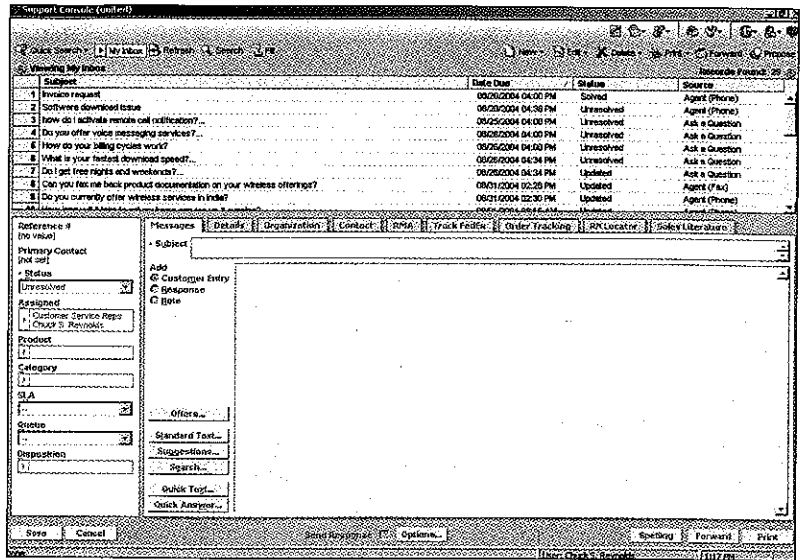 Support Console (united)
Quick Search My Inbox Refresh Search
New Edit Delete Print Forward Propose
Viewing My Inbox Records Found: 29
Subject Date Due Status Source
1 Invoice request 08/20/2004 04:00 PM Solved Agent (Phone)
2 Software download issue 08/20/2004 04:36 PM Unresolved Agent (Phone)
3 how do I activate remote call notification?... 08/25/2004 04:00 PM Unresolved Ask a Question
4 Do you offer voice messaging services?... 08/26/2004 04:00 PM Unresolved Ask a Question
5 How do your billing cycles work? 08/26/2004 04:00 PM Unresolved Ask a Question
6 What is your fastest download speed?... 08/26/2004 04:34 PM Unresolved Ask a Question
7 Do I get free nights and weekends?... 08/26/2004 04:34 PM Updated Ask a Question
8 Can you fax me back product documentation on your wireless offerings? 08/31/2004 02:26 PM Updated Agent (Fax)
9 Do you currently offer wireless services in India? 08/31/2004 02:30 PM Updated Agent (Phone)
Reference #
[no value]
Primary Contact
[not set]
Status
Unresolved
Assigned
Customer Service Reps
Chuck S. Reynolds
Product
Category
SLA
--
Queue
--
Disposition
Messages Details Organization Contact RMA Track FedEx Order Tracking RN Locator Sales Literature
Subject
Add
Customer Entry
Response
Note
Offers...
Standard Text...
Suggestions...
Search...
Quick Text...
Quick Answer...
Save Cancel Send Response Options... Spelling Forward Print
User: Chuck S. Reynolds 1:17 PM